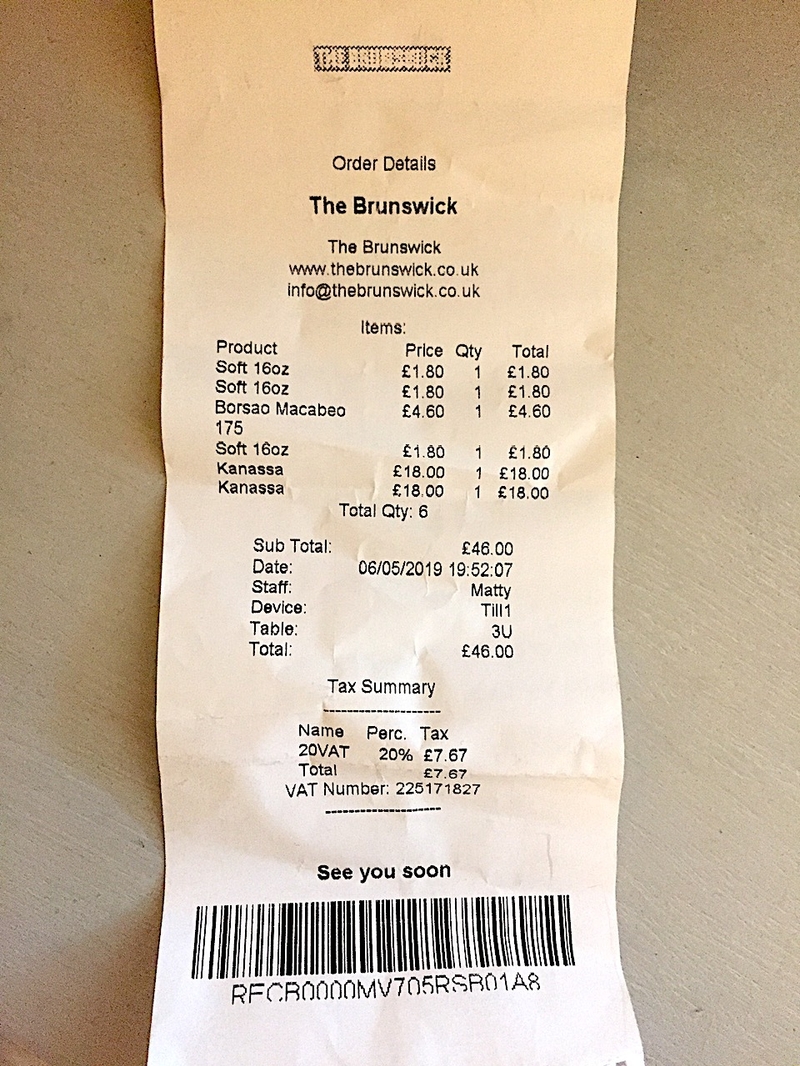 THE BRUNSWICK
Order Details
The Brunswick
The Brunswick
www.thebrunswick.co.uk
info@thebrunswick.co.uk
Items:
Product Price Qty Total
Soft 16oz £1.80 1 £1.80
Soft 16oz £1.80 1 £1.80
Borsao Macabeo £4.60 1 £4.60
175
Soft 16oz £1.80 1 £1.80
Kanassa £18.00 1 £18.00
Kanassa £18.00 1 £18.00
Total Qty: 6
Sub Total: £46.00
Date: 06/05/2019 19:52:07
Staff: Matty
Device: Till1
Table: 3U
Total: £46.00
Tax Summary
--------------------
Name Perc. Tax
20VAT 20% £7.67
Total £7.67
VAT Number: 225171827
--------------------
See you soon
RFCB0000MV705RSB01A8